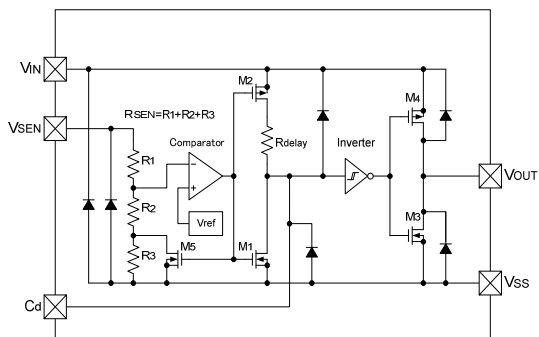 VIN
M2
M4
VSEN
RSEN=R1+R2+R3
Comparator
Rdelay
Inverter
R1
−
+
VOUT
R2
Vref
M5
M1
M3
R3
VSS
Cd